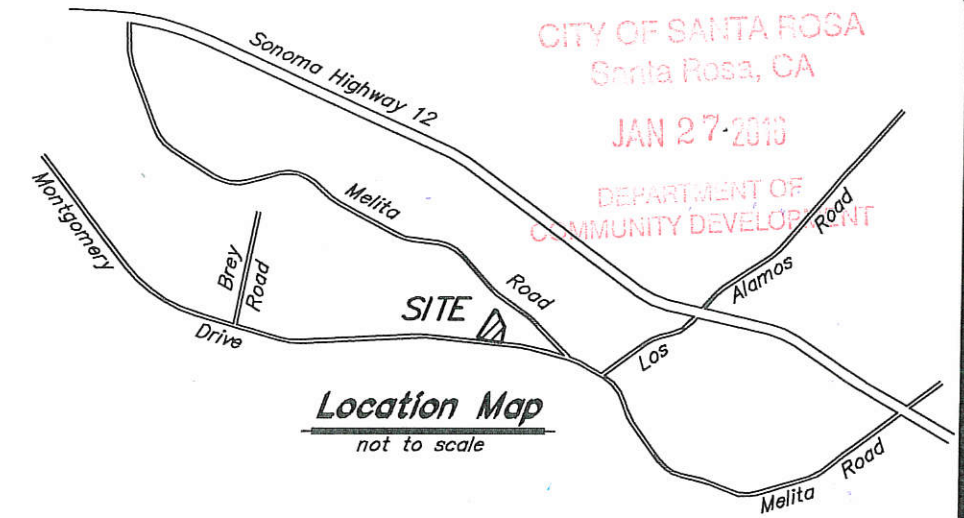 CITY OF SANTA ROSA
Santa Rosa, CA
JAN 27 2010
DEPARTMENT OF
COMMUNITY DEVELOPMENT
Sonoma Highway 12
Montgomery
Drive
Brey
Road
Melita
Road
SITE
Los
Alamos
Road
Location Map
not to scale
Melita
Road